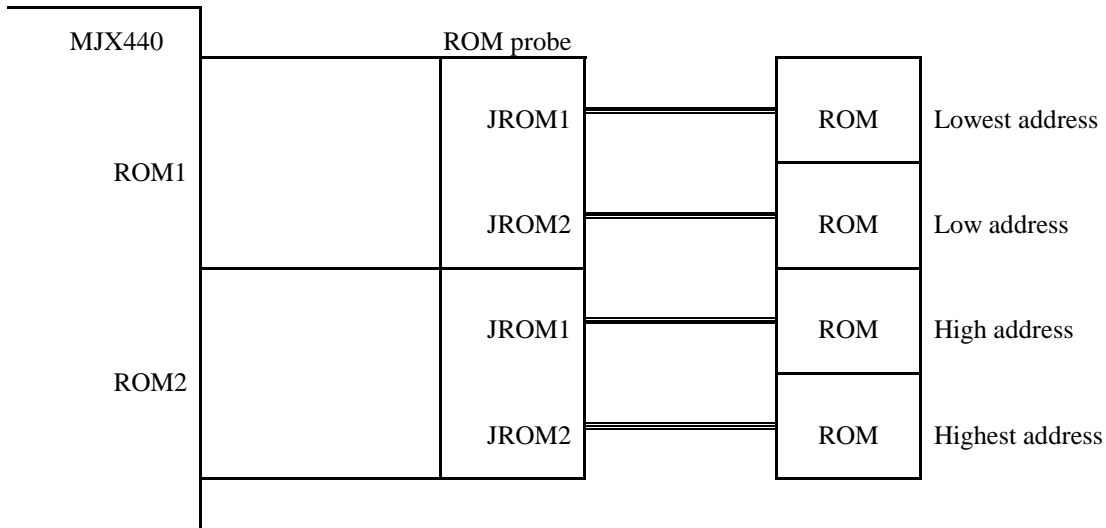 MJX440
ROM probe
JROM1
ROM
Lowest address
ROM1
JROM2
ROM
Low address
JROM1
ROM
High address
ROM2
JROM2
ROM
Highest address